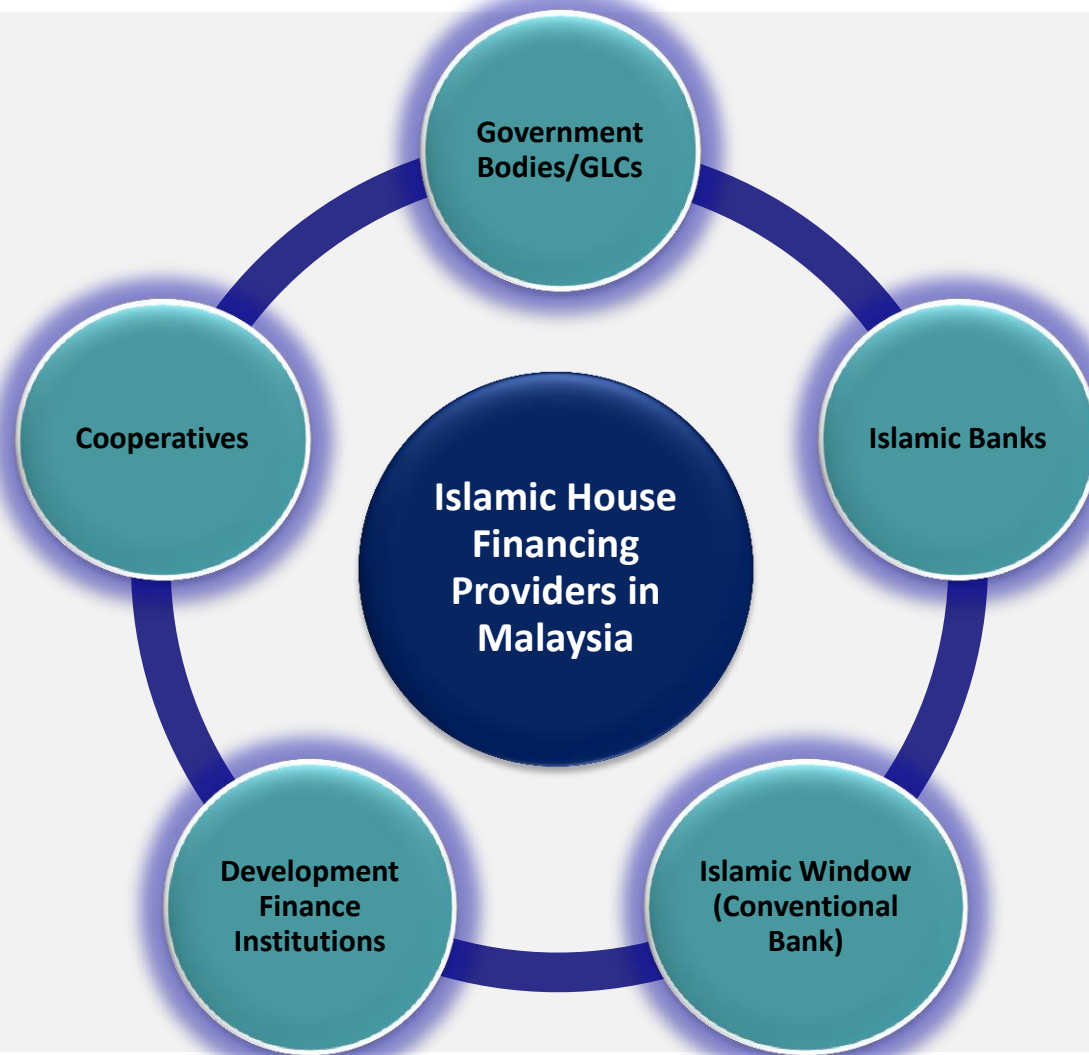 Government
Bodies/GLCs
Cooperatives
Islamic Banks
Islamic House
Financing
Providers in
Malaysia
Development
Finance
Institutions
Islamic Window
(Conventional
Bank)